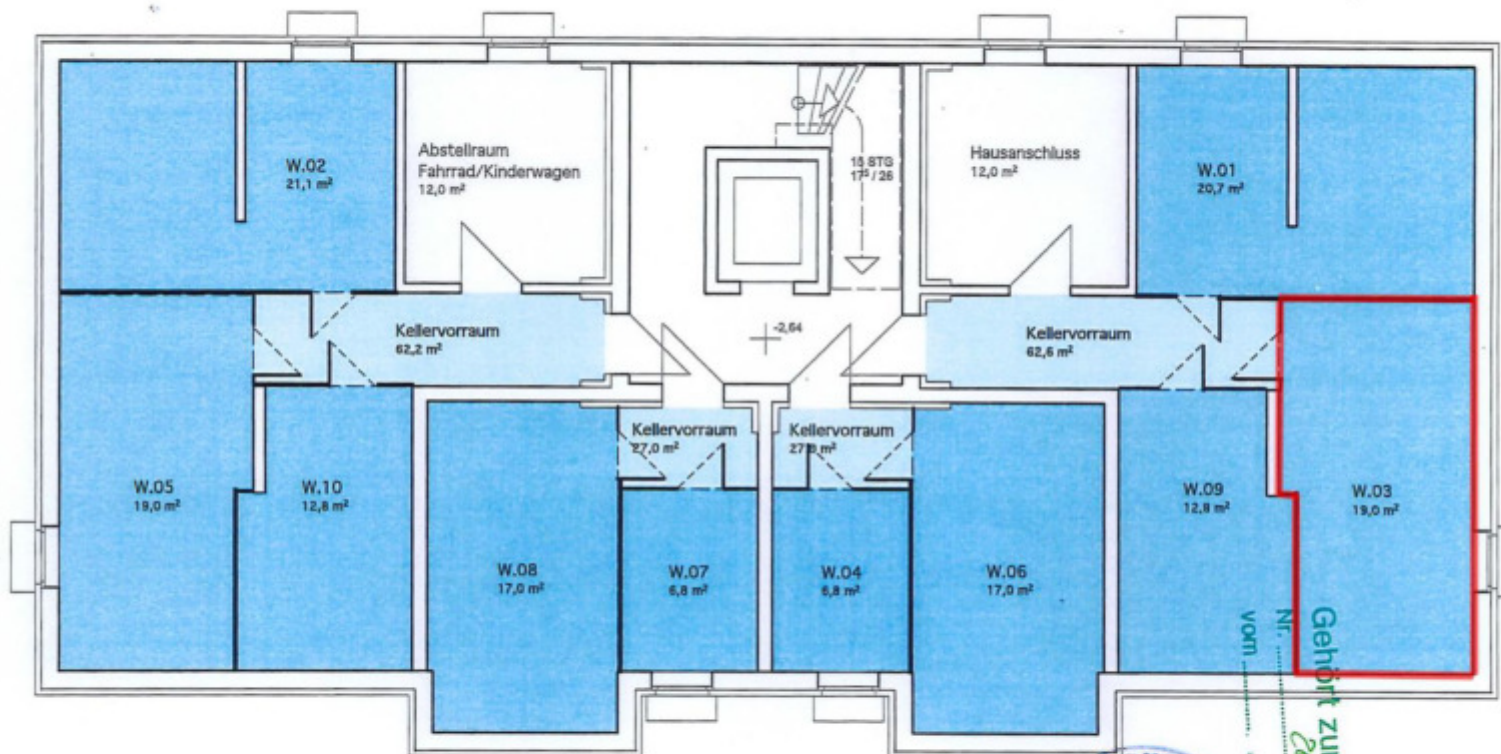 W.02
21,1 m²
Abstellraum
Fahrrad/Kinderwagen
12,0 m²
15 STG
17⁵ / 26
Hausanschluss
12,0 m²
W.01
20,7 m²
Kellervorraum
62,2 m²
-2,64
Kellervorraum
62,6 m²
Kellervorraum
27,0 m²
Kellervorraum
W.05
19,0 m²
W.10
12,8 m²
W.08
17,0 m²
W.07
6,8 m²
W.04
6,8 m²
W.06
17,0 m²
W.09
12,8 m²
W.03
19,0 m²
Gehört zu
Nr.
vom